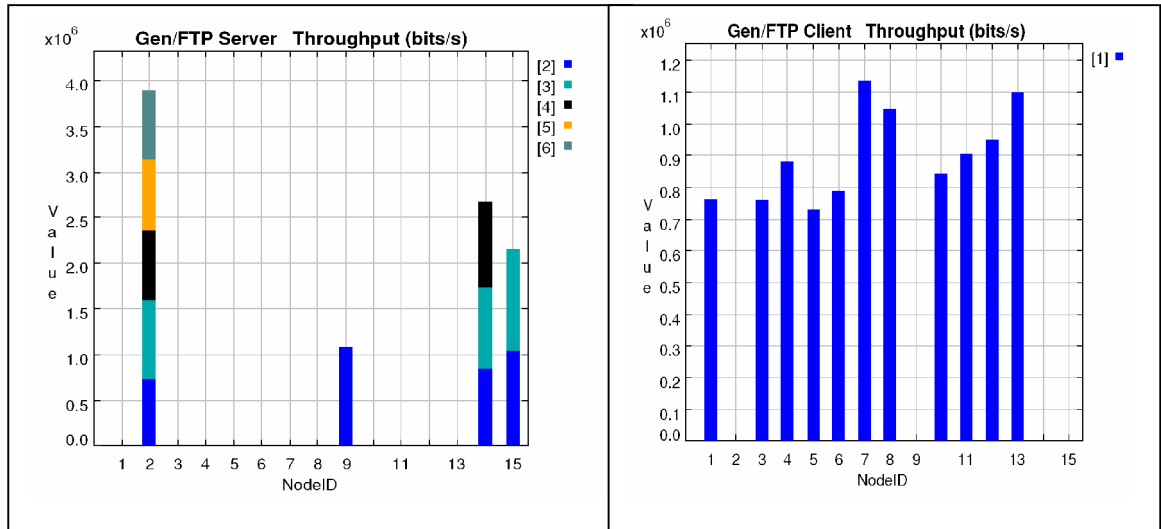 x10⁶
Gen/FTP Server Throughput (bits/s)
[2]
[3]
[4]
[5]
[6]
4.0
3.5
3.0
2.5
2.0
1.5
1.0
0.5
0.0
Value
1 2 3 4 5 6 7 8 9 11 13 15
NodeID
x10⁶
Gen/FTP Client Throughput (bits/s)
[1]
1.2
1.1
1.0
0.9
0.8
0.7
0.6
0.5
0.4
0.3
0.2
0.1
0.0
Value
1 2 3 4 5 6 7 8 9 11 13 15
NodeID